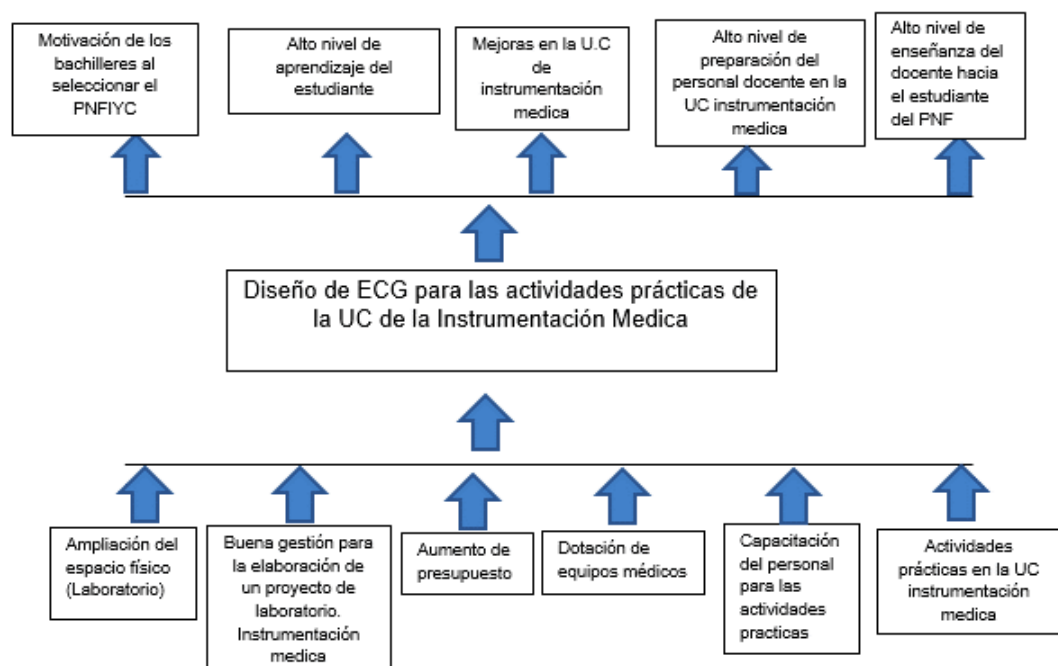 Motivación de los
bachilleres al
seleccionar el
PNFIYC
Alto nivel de
aprendizaje del
estudiante
Mejoras en la U.C
de
instrumentación
medica
Alto nivel de
preparación del
personal docente en la
UC instrumentación
medica
Alto nivel de
enseñanza del
docente hacia
el estudiante
del PNF
Diseño de ECG para las actividades prácticas de
la UC de la Instrumentación Medica
Ampliación del
espacio físico
(Laboratorio)
Buena gestión para
la elaboración de
un proyecto de
laboratorio.
Instrumentación
medica
Aumento de
presupuesto
Dotación de
equipos médicos
Capacitación
del personal
para las
actividades
practicas
Actividades
prácticas en la UC
instrumentación
medica